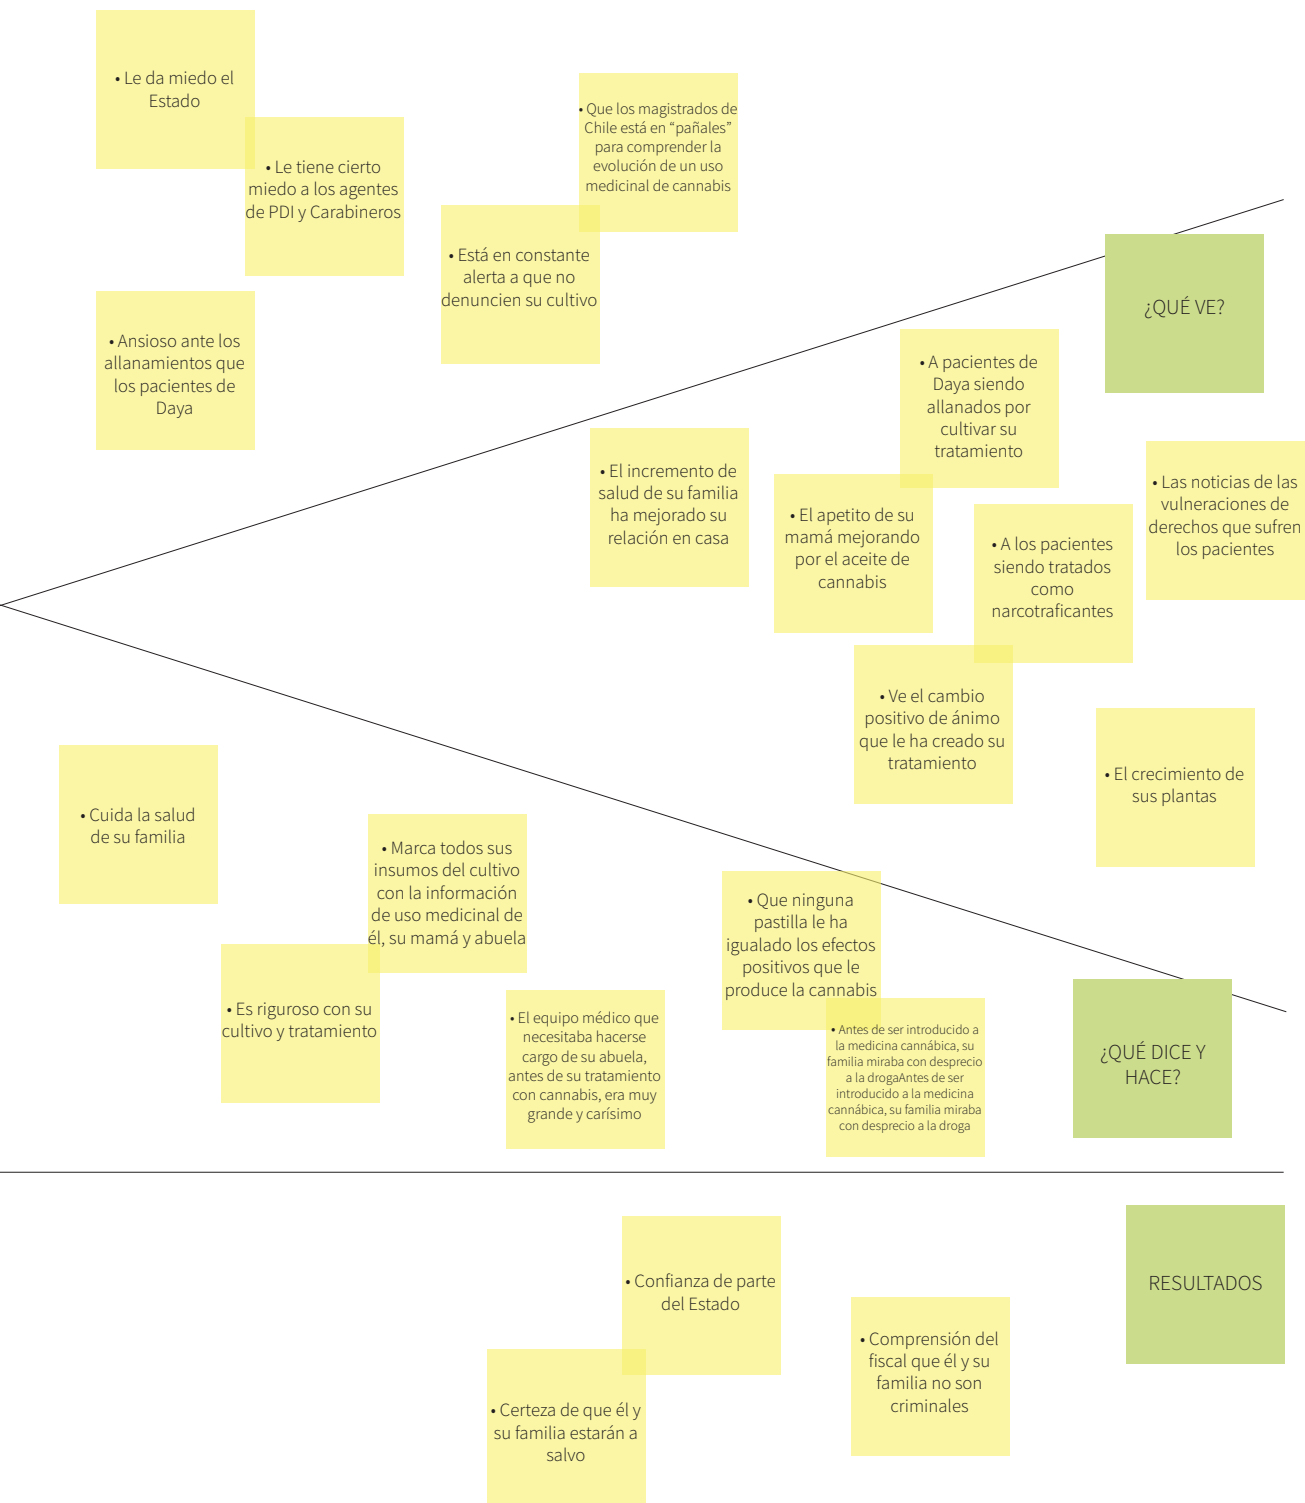 • Le da miedo el
Estado
• Le tiene cierto
miedo a los agentes
de PDI y Carabineros
• Que los magistrados de
Chile está en “pañales”
para comprender la
evolución de un uso
medicinal de cannabis
• Está en constante
alerta a que no
denuncien su cultivo
• Ansioso ante los
allanamientos que
los pacientes de
Daya
¿QUÉ VE?
• A pacientes de
Daya siendo
allanados por
cultivar su
tratamiento
• El incremento de
salud de su familia
ha mejorado su
relación en casa
• El apetito de su
mamá mejorando
por el aceite de
cannabis
• A los pacientes
siendo tratados
como
narcotraficantes
• Las noticias de las
vulneraciones de
derechos que sufren
los pacientes
• Ve el cambio
positivo de ánimo
que le ha creado su
tratamiento
• El crecimiento de
sus plantas
• Cuida la salud
de su familia
• Marca todos sus
insumos del cultivo
con la información
de uso medicinal de
él, su mamá y abuela
• Es riguroso con su
cultivo y tratamiento
• El equipo médico que
necesitaba hacerse
cargo de su abuela,
antes de su tratamiento
con cannabis, era muy
grande y carísimo
• Que ninguna
pastilla le ha
igualado los efectos
positivos que le
produce la cannabis
• Antes de ser introducido a
la medicina cannábica, su
familia miraba con desprecio
a la drogaAntes de ser
introducido a la medicina
cannábica, su familia miraba
con desprecio a la droga
¿QUÉ DICE Y
HACE?
RESULTADOS
• Confianza de parte
del Estado
• Comprensión del
fiscal que él y su
familia no son
criminales
• Certeza de que él y
su familia estarán a
salvo